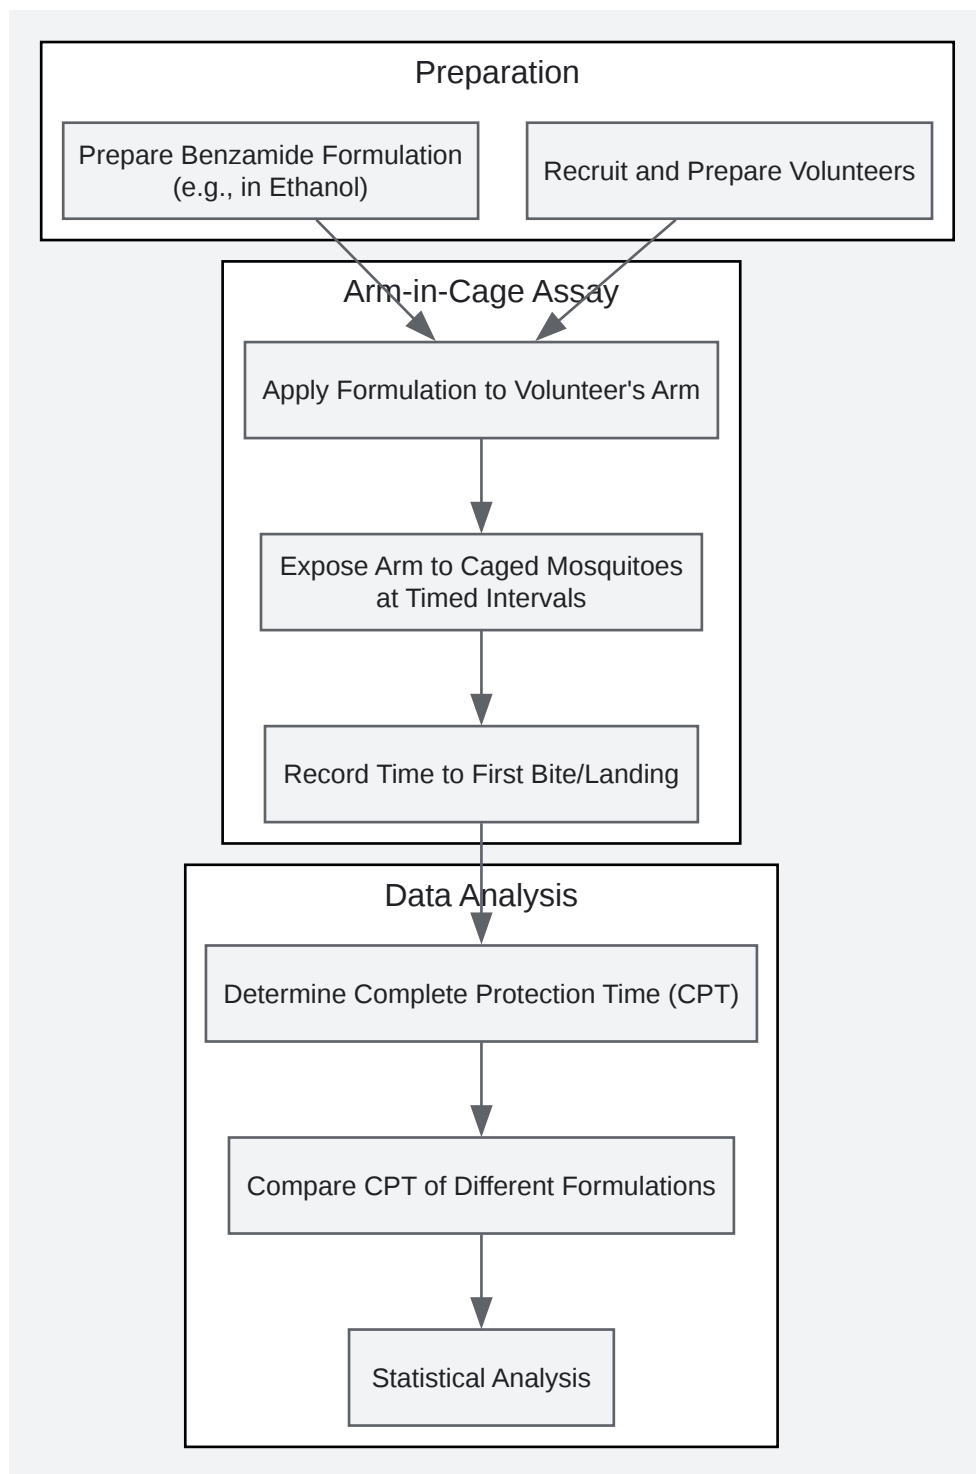 Preparation
Prepare Benzamide Formulation
(e.g., in Ethanol)
Recruit and Prepare Volunteers
Arm-in-Cage Assay
Apply Formulation to Volunteer's Arm
Expose Arm to Caged Mosquitoes
at Timed Intervals
Record Time to First Bite/Landing
Data Analysis
Determine Complete Protection Time (CPT)
Compare CPT of Different Formulations
Statistical Analysis